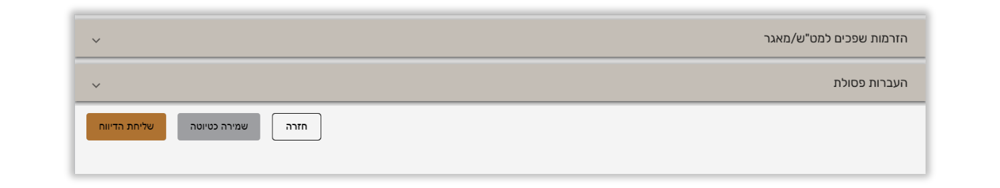 הזרמות שפכים למט"ש/מאגר
העברות פסולת
חזרה
שמירה כטיוטה
שליחת הדיווח